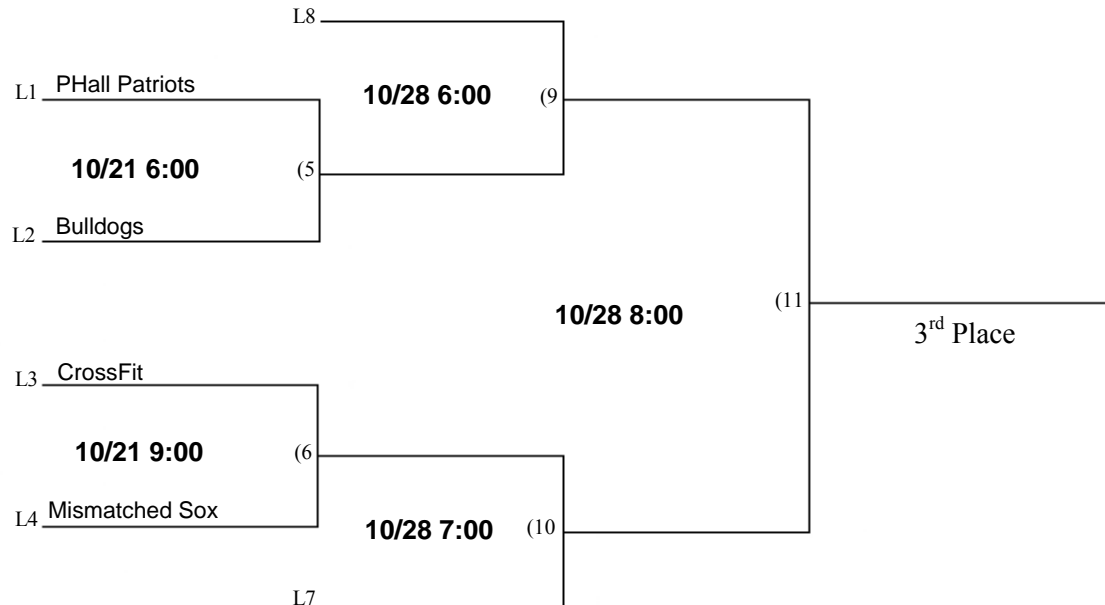 L8
L1 PHall Patriots
10/28 6:00 (9
10/21 6:00 (5
L2 Bulldogs
10/28 8:00 (11
3rd Place
L3 CrossFit
10/21 9:00 (6
L4 Mismatched Sox
10/28 7:00 (10
L7